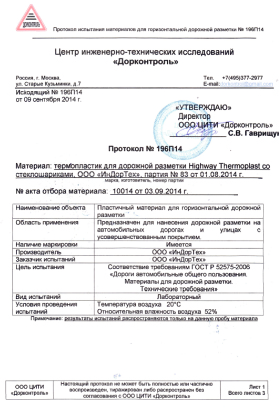 Протокол испытания материалов для горизонтальной дорожной разметки № 196П14
Центр инженерно-технических исследований
«Дорконтроль»
Россия, г. Москва.
ул. Старые Кузьминки, д.7
Тел. +7(495)377-2977
E-mail:
Исходящий № 196П14
от 09 сентября 2014 г.
«УТВЕРЖДАЮ»
Директор
ООО ЦИТИ «Дорконтроль»
С.В. Гаврищук
Протокол № 196П14
Материал: термопластик для дорожной разметки Highway Thermoplast со
стеклошариками, ООО «ИнДорТех», партия № 83 от 01.08.2014 г.
марка, изготовитель, номер партии
№ акта отбора материала: 10014 от 03.09.2014 г.
Наименование объекта Пластичный материал для горизонтальной дорожной
разметки
Область применения Предназначен для нанесения дорожной разметки на
автомобильных дорогах и улицах с
усовершенствованным покрытием.
Наличие маркировки Имеется
Производитель ООО «ИнДорТех»
Заказчик испытаний ООО «ИнДорТех»
Цель испытания Соответствие требованиям ГОСТ Р 52575-2006
«Дороги автомобильные общего пользования.
Материалы для дорожной разметки.
Технические требования»
Вид испытаний Лабораторный
Условия проведения Температура воздуха 20°С
испытаний Относительная влажность воздуха 52%
Примечание: результаты испытаний распространяются только на данную пробу материала
ООО ЦИТИ
«Дорконтроль»
Настоящий протокол не может быть полностью или частично
воспроизведен, тиражирован либо распространен без
согласования с ООО ЦИТИ «Дорконтроль»
Лист 1
Всего листов 3